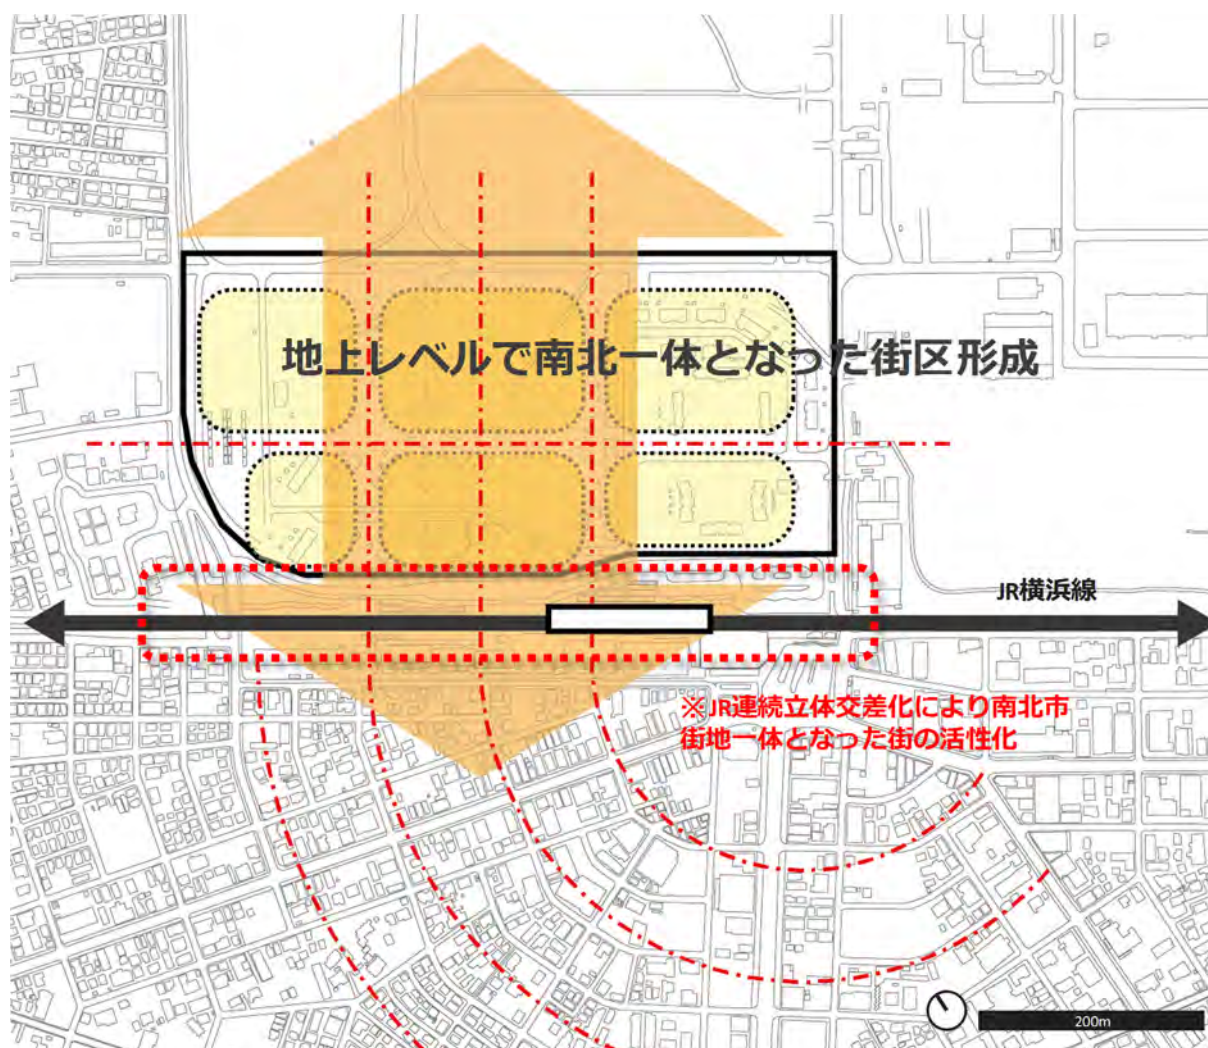 地上レベルで南北一体となった街区形成
JR横浜線
※JR連続立体交差化により南北市
街地一体となった街の活性化
200m